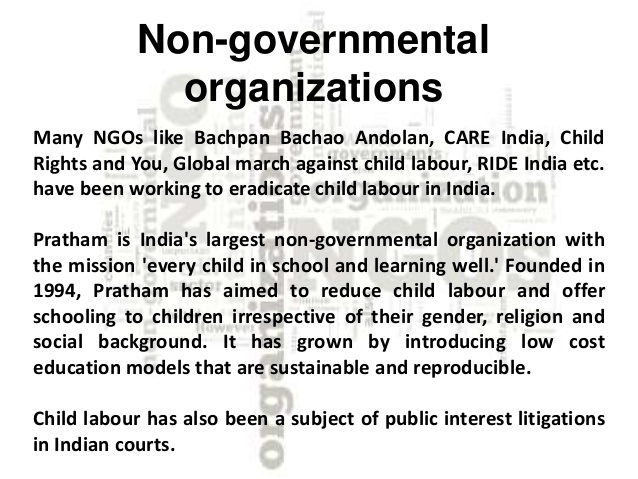 Non-governmental
organizations
Many NGOs like Bachpan Bachao Andolan, CARE India, Child
Rights and You, Global march against child labour, RIDE India etc.
have been working to eradicate child labour in India.
Pratham is India's largest non-governmental organization with
the mission 'every child in school and learning well.' Founded in
1994, Pratham has aimed to reduce child labour and offer
schooling to children irrespective of their gender, religion and
social background. It has grown by introducing low cost
education models that are sustainable and reproducible.
Child labour has also been a subject of public interest litigations
in Indian courts.